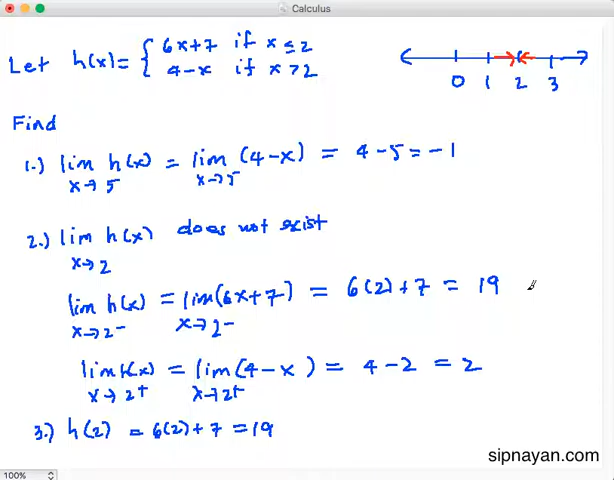 Calculus
Let h(x) = { 6x+7 if x ≤ 2
4-x if x > 2
0 1 2 3
Find
1.) lim h(x) = lim (4-x) = 4-5 = -1
x→5 x→5
2.) lim h(x) does not exist
x→2
lim h(x) = lim(6x+7) = 6(2)+7 = 19
x→2- x→2-
lim h(x) = lim(4-x) = 4-2 = 2
x→2+ x→2+
3.) h(2) = 6(2)+7 = 19
sipnayan.com
100%